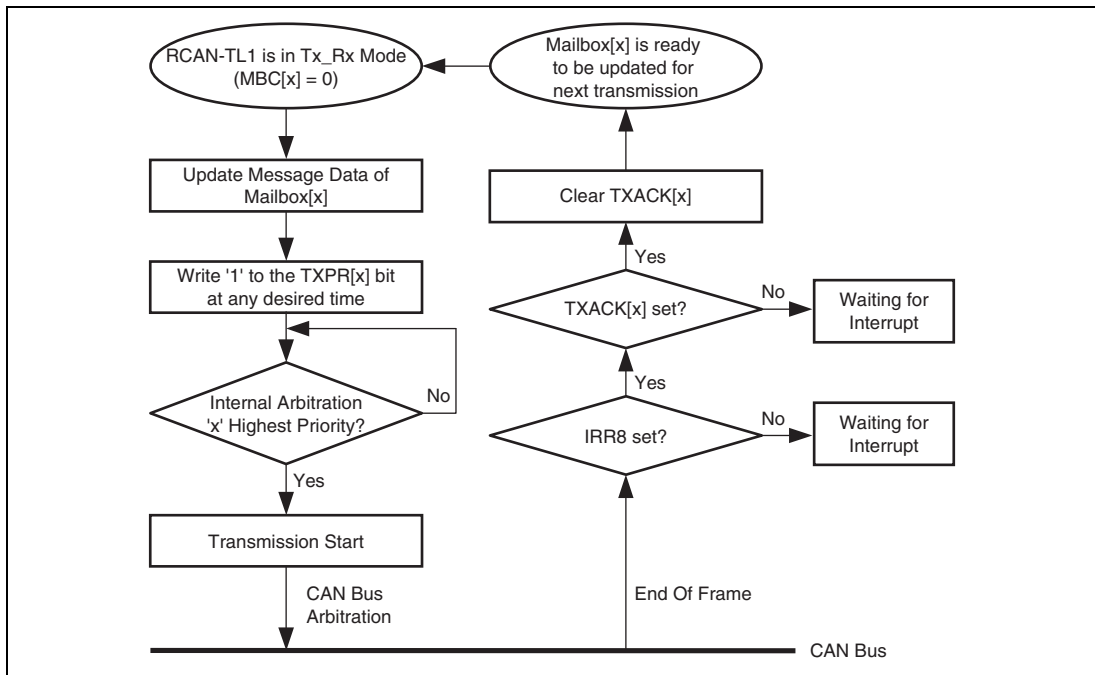 RCAN-TL1 is in Tx_Rx Mode
(MBC[x] = 0)
Update Message Data of
Mailbox[x]
Write '1' to the TXPR[x] bit
at any desired time
Internal Arbitration
'x' Highest Priority?
No
Yes
Transmission Start
CAN Bus
Arbitration
Mailbox[x] is ready
to be updated for
next transmission
Clear TXACK[x]
Yes
TXACK[x] set?
No
Waiting for
Interrupt
Yes
IRR8 set?
No
Waiting for
Interrupt
End Of Frame
CAN Bus